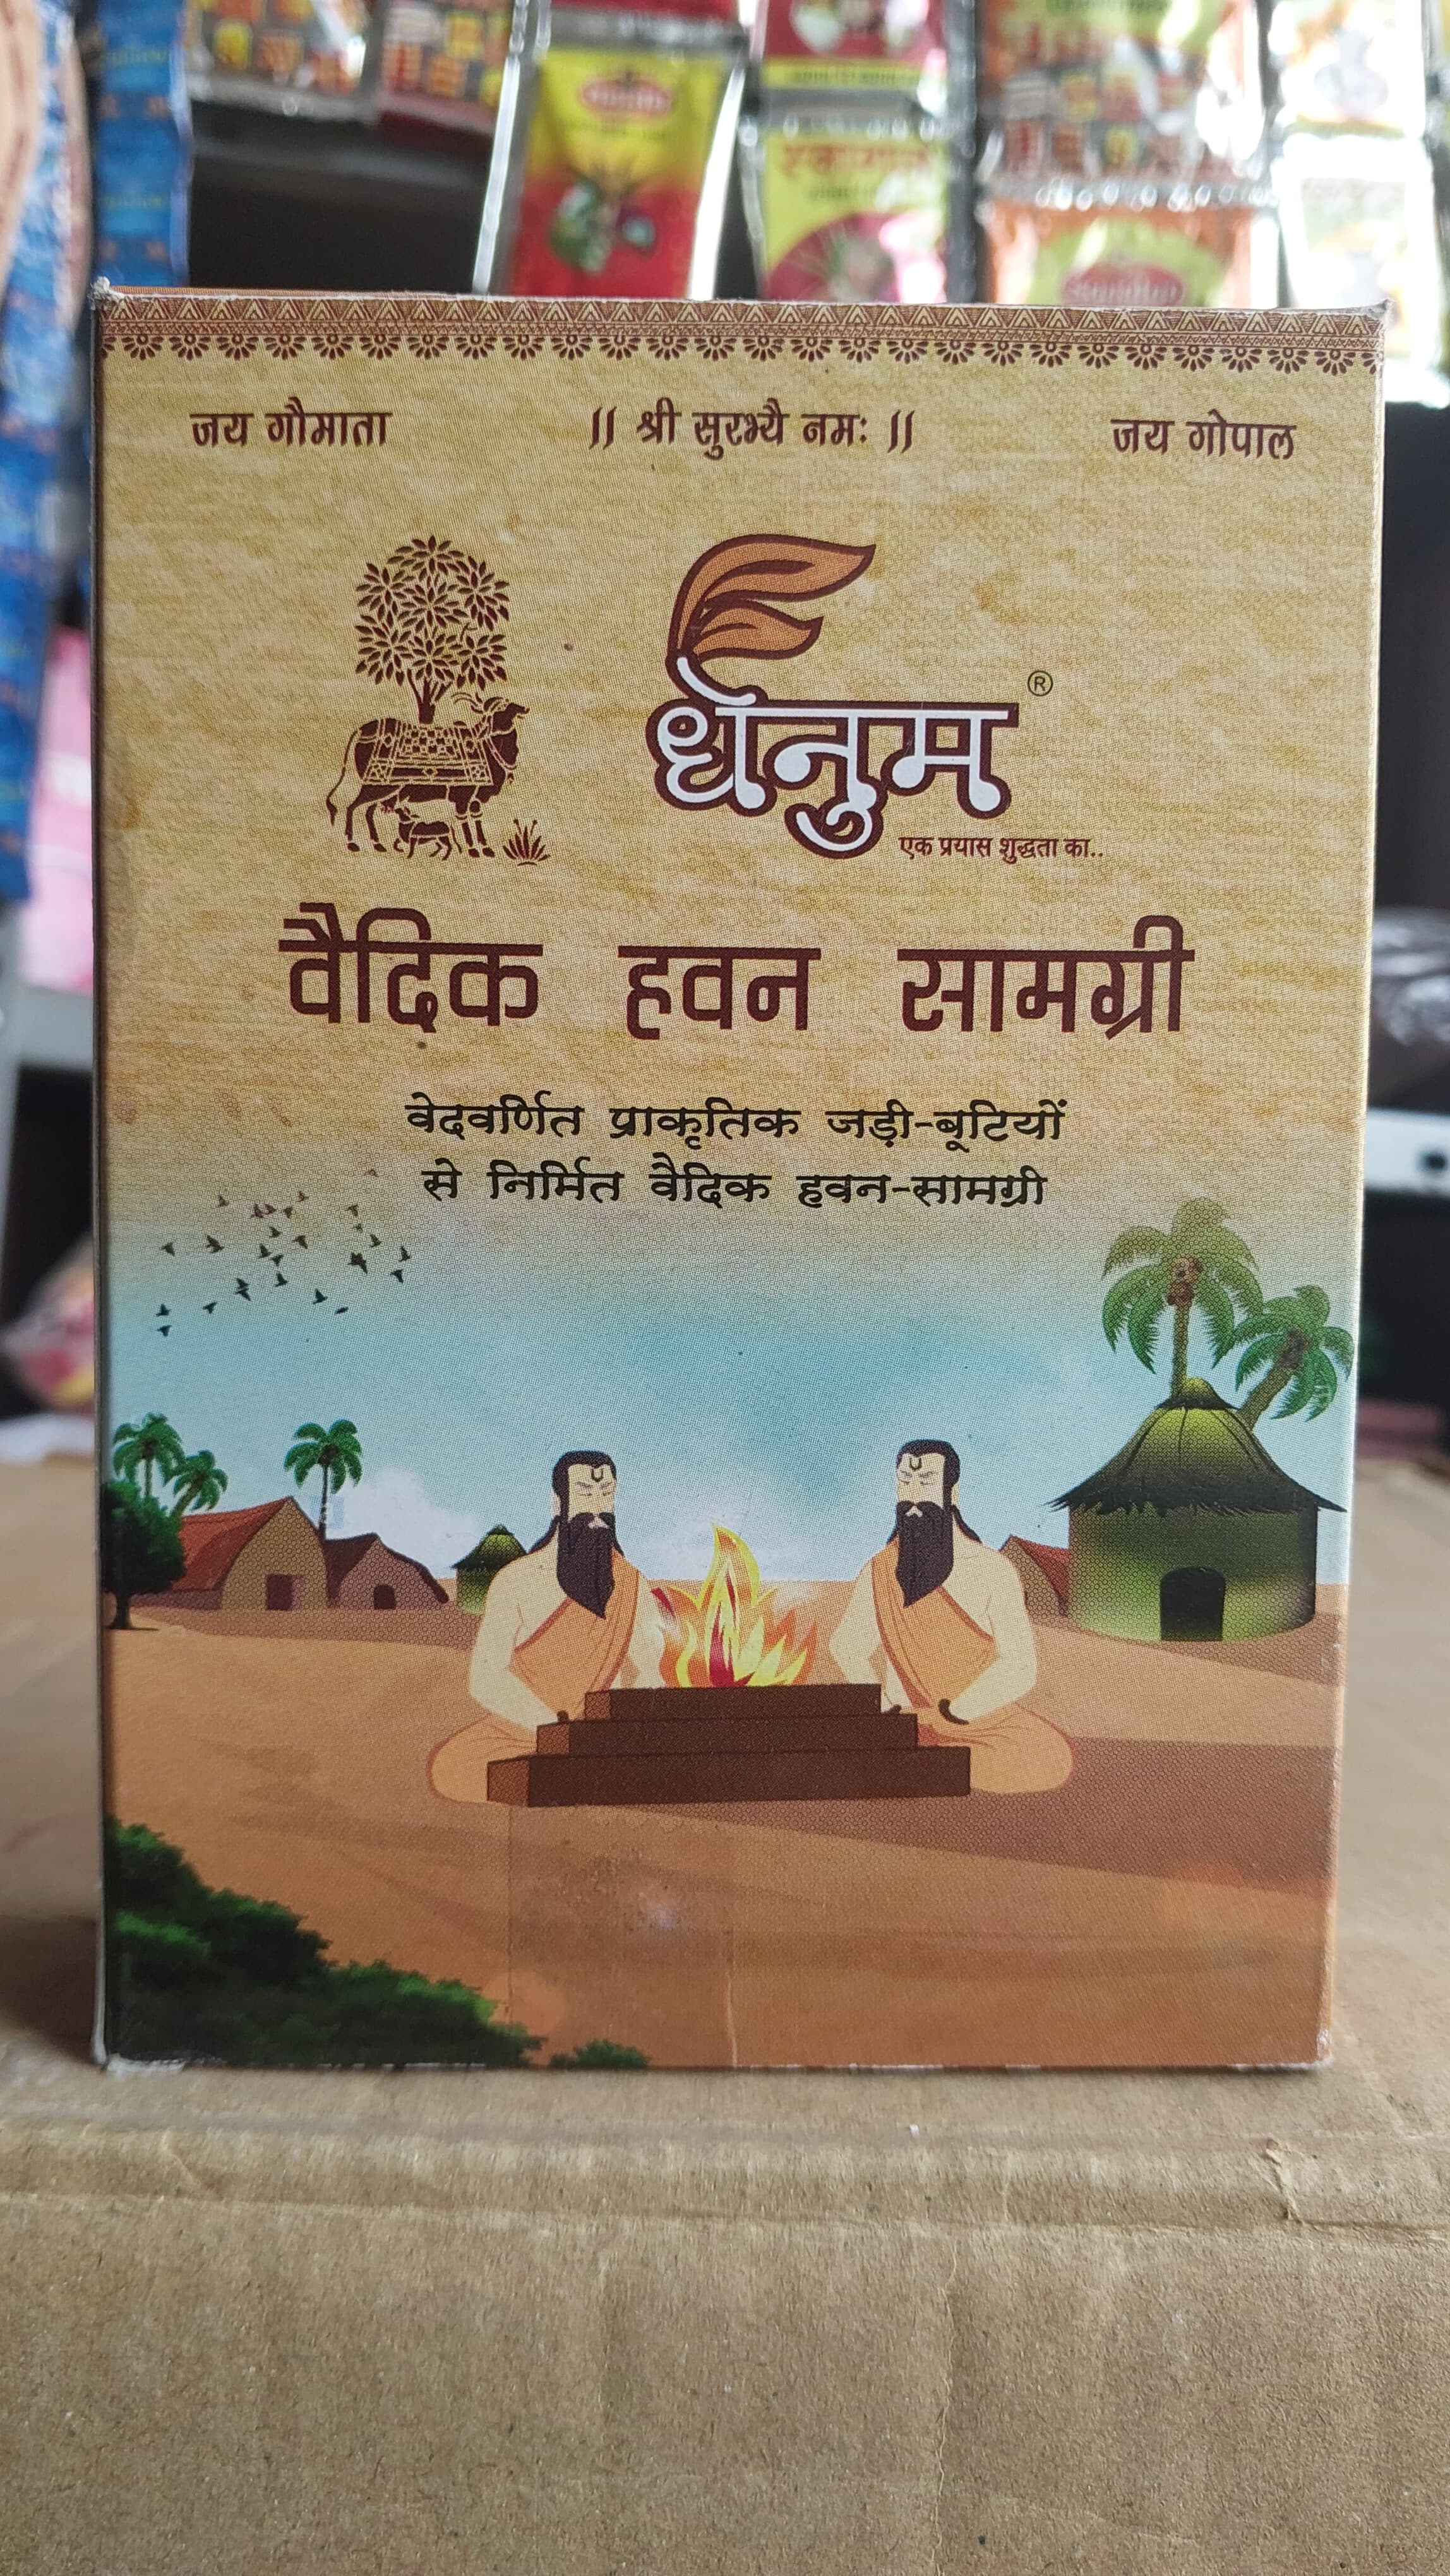 जय गौमाता || श्री सुरभ्यै नमः || जय गोपाल
धेनुम ®
एक प्रयास शुद्धता का..
वैदिक हवन सामग्री
वेदवर्णित प्राकृतिक जड़ी-बूटियों
से निर्मित वैदिक हवन-सामग्री